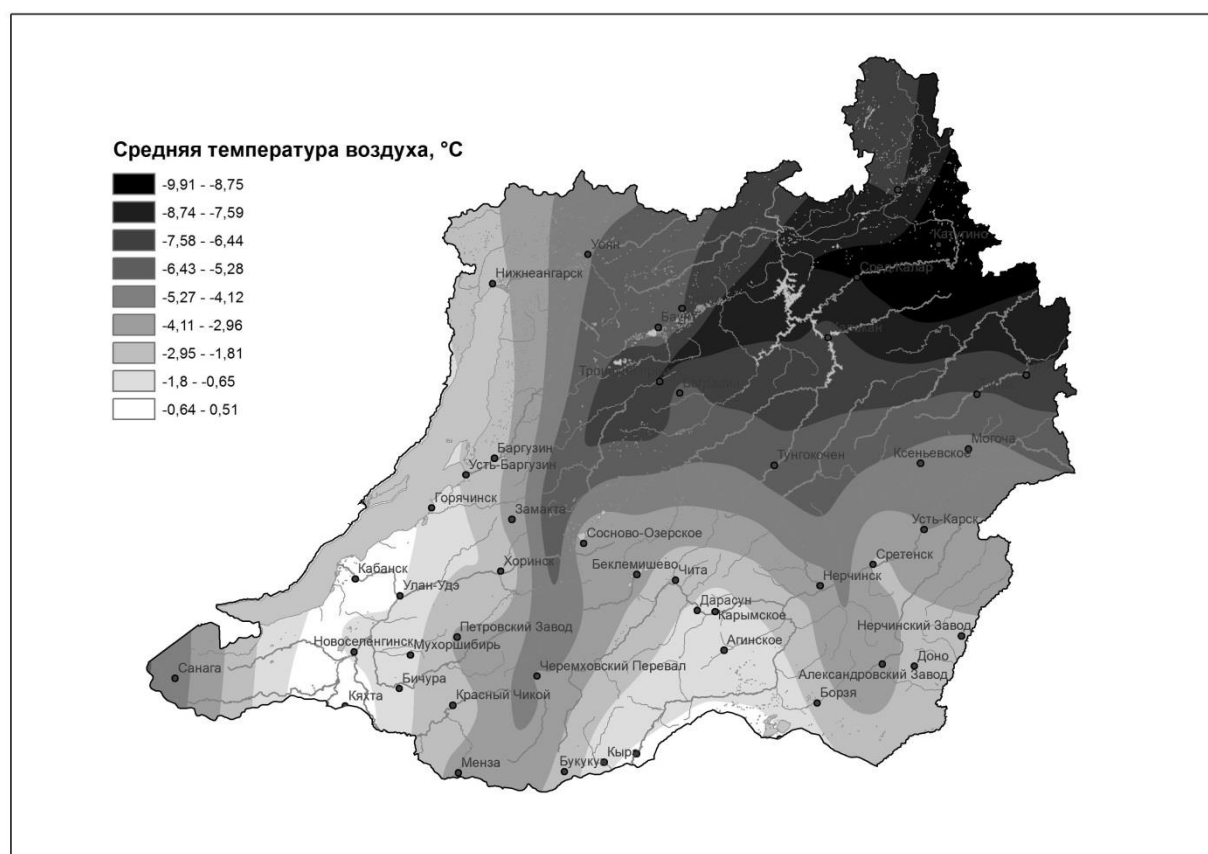 Средняя температура воздуха, °C
-9,91 - -8,75
-8,74 - -7,59
-7,58 - -6,44
-6,43 - -5,28
-5,27 - -4,12
-4,11 - -2,96
-2,95 - -1,81
-1,8 - -0,65
-0,64 - 0,51
Уоян
Нижнеангарск
Баргузин
Усть-Баргузин
Горячинск
Замакта
Тунгокочен
Ксеньевское
Могоча
Усть-Карск
Сосново-Озерское
Сретенск
Кабанск
Хоринск
Беклемишево
Чита
Нерчинск
Улан-Удэ
Дарасун
Карымское
Новоселенгинск
Мухоршибирь
Петровский Завод
Агинское
Нерчинский Завод
Доно
Санага
Черемховский Перевал
Александровский Завод
Кяхта
Бичура
Красный Чикой
Борзя
Менза
Букукун
Кыра